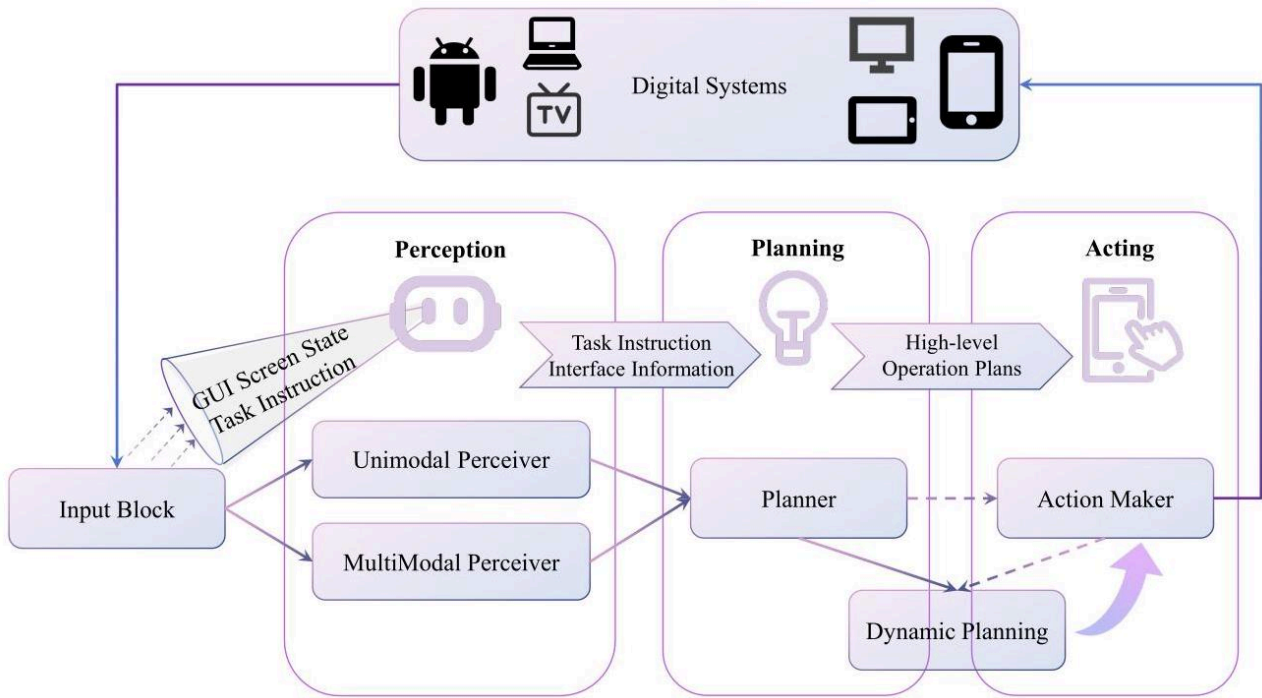 TV
Digital Systems
Perception
Planning
Acting
GUI Screen State
Task Instruction
Task Instruction
Interface Information
High-level
Operation Plans
Unimodal Perceiver
Input Block
Planner
Action Maker
MultiModal Perceiver
Dynamic Planning